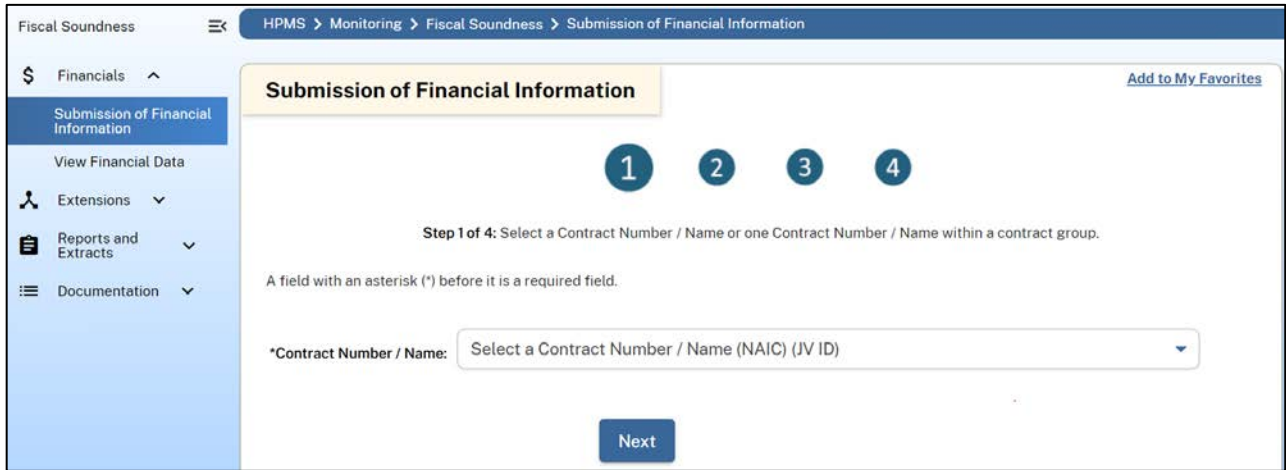 Fiscal Soundness
HPMS > Monitoring > Fiscal Soundness > Submission of Financial Information
$ Financials
Submission of Financial
Information
View Financial Data
Extensions
Reports and
Extracts
Documentation
Submission of Financial Information
Add to My Favorites
1 2 3 4
Step 1 of 4: Select a Contract Number / Name or one Contract Number / Name within a contract group.
A field with an asterisk (*) before it is a required field.
*Contract Number / Name: Select a Contract Number / Name (NAIC) (JV ID)
Next